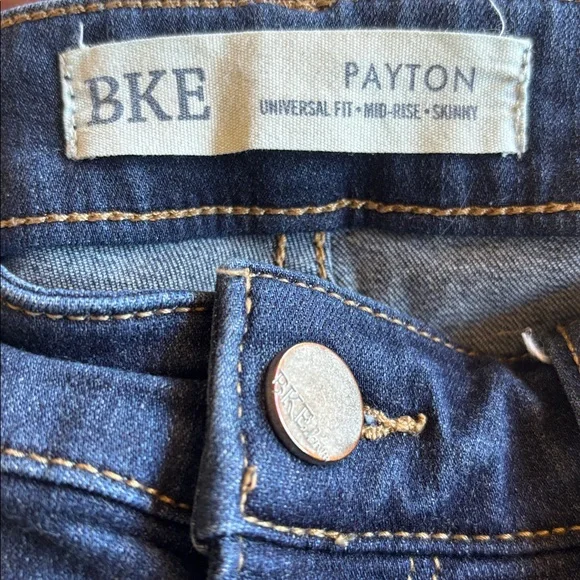 BKE
PAYTON
UNIVERSAL FIT • MID-RISE • SKINNY
BKE